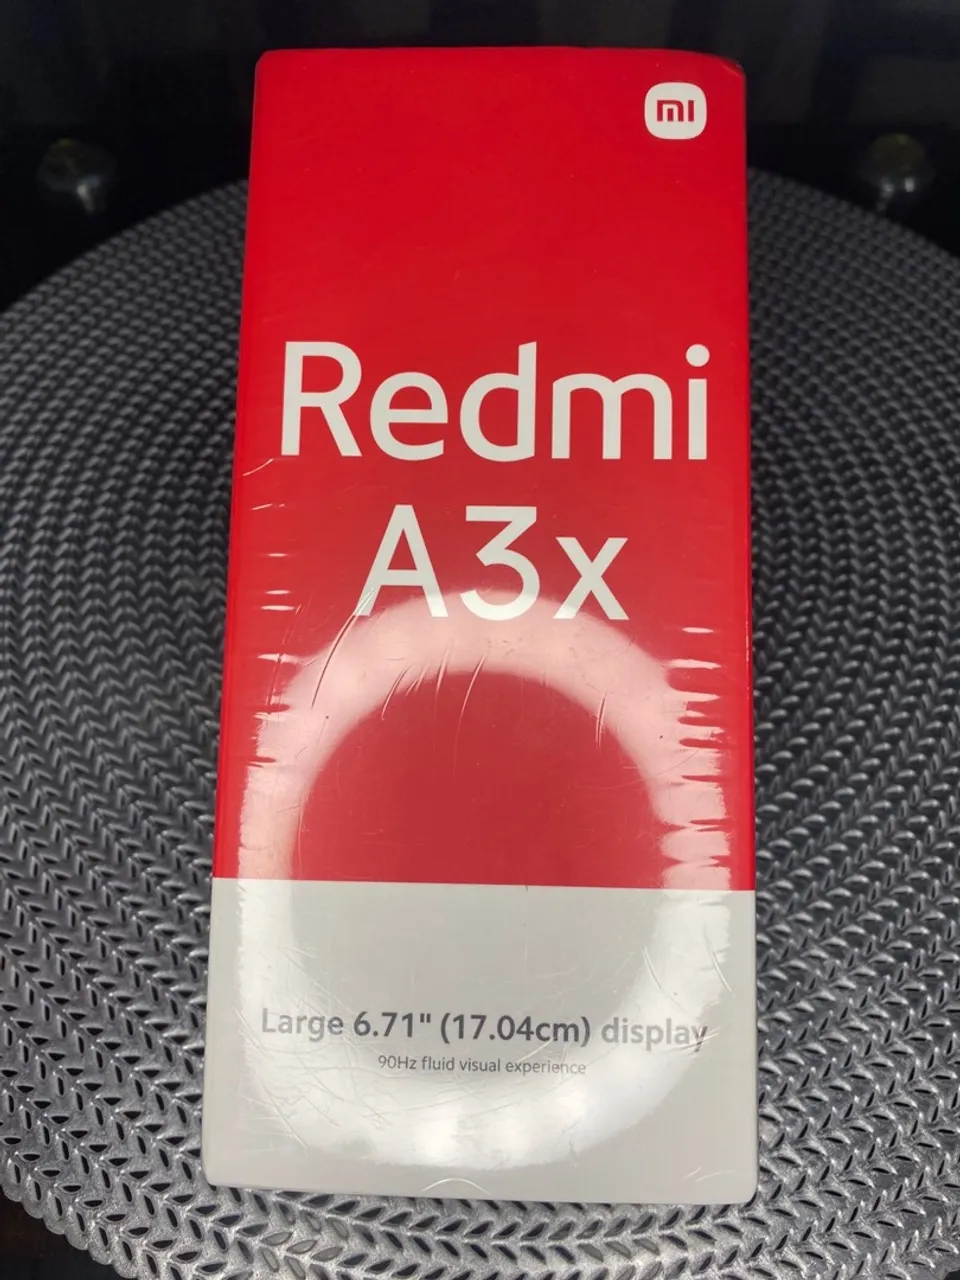 mi
Redmi
A3x
Large 6.71" (17.04cm) display
90Hz fluid visual experience